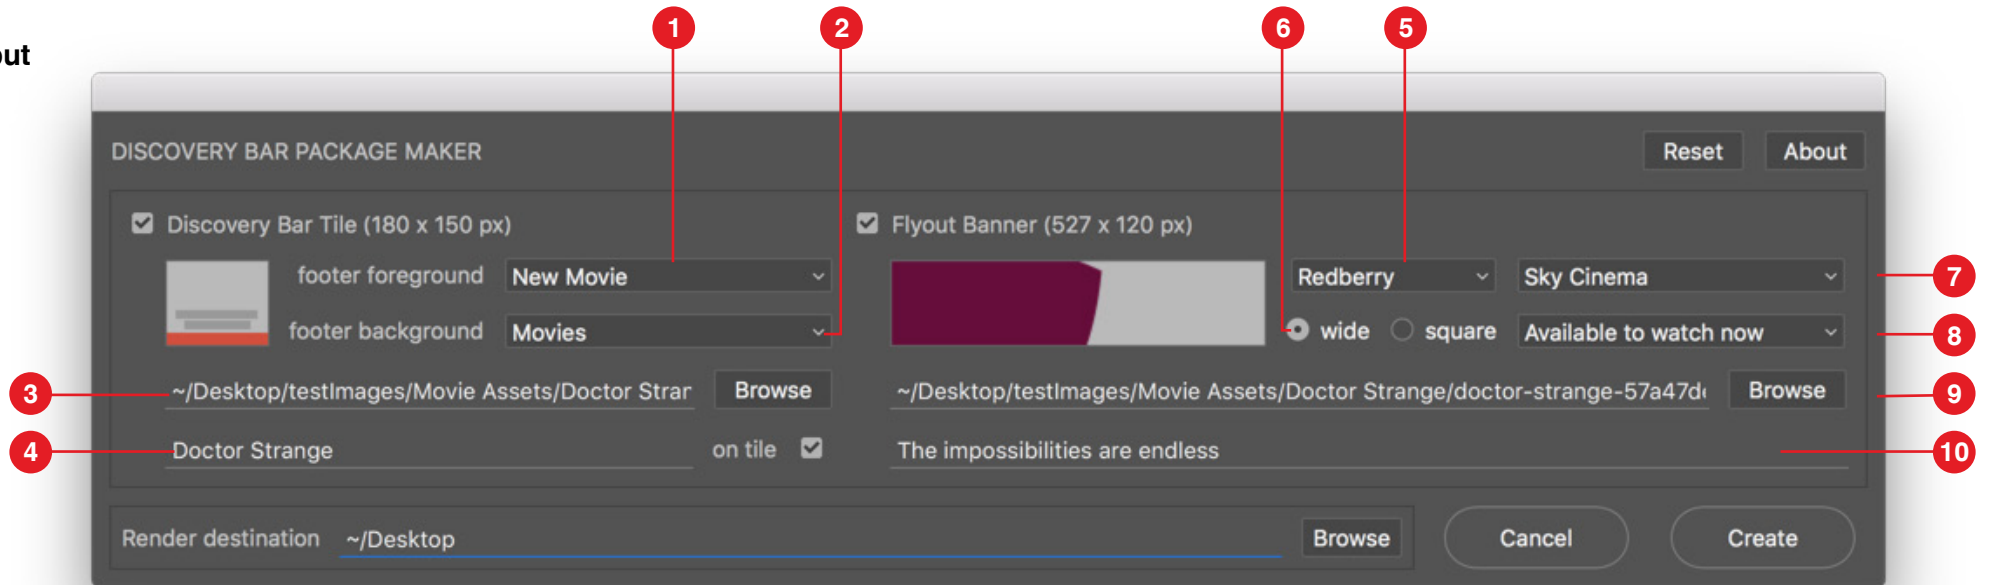 1 2 6 5
out
DISCOVERY BAR PACKAGE MAKER Reset About
Discovery Bar Tile (180 x 150 px) Flyout Banner (527 x 120 px)
footer foreground New Movie Redberry Sky Cinema 7
footer background Movies wide square Available to watch now 8
3 ~/Desktop/testImages/Movie Assets/Doctor Stran Browse ~/Desktop/testImages/Movie Assets/Doctor Strange/doctor-strange-57a47de Browse 9
4 Doctor Strange on tile The impossibilities are endless 10
Render destination ~/Desktop Browse Cancel Create